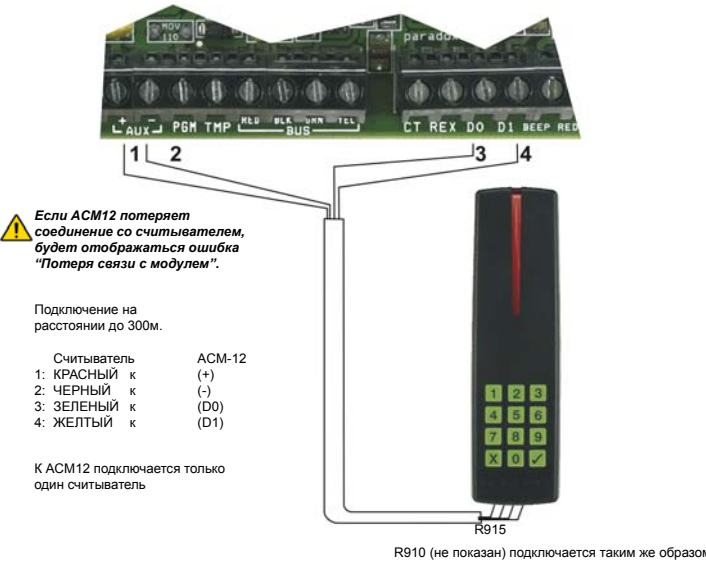 MOV
110
paradox
+ -
AUX PGM TMP RED BLK GRN YEL CT REX D0 D1 BEEP RED
BUS
1 2 3 4
Если ACM12 потеряет
соединение со считывателем,
будет отображаться ошибка
“Потеря связи с модулем”.
Подключение на
расстоянии до 300м.
Считыватель ACM-12
1: КРАСНЫЙ к (+)
2: ЧЕРНЫЙ к (-)
3: ЗЕЛЕНЫЙ к (D0)
4: ЖЕЛТЫЙ к (D1)
К ACM12 подключается только
один считыватель
1 2 3
4 5 6
7 8 9
X 0 ✓
R915
R910 (не показан) подключается таким же образом